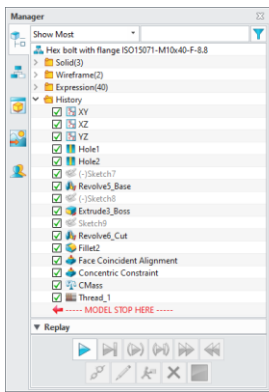 Manager
Show Most
Hex bolt with flange ISO15071-M10x40-F-8.8
Solid(3)
Wireframe(2)
Expression(40)
History
XY
XZ
YZ
Hole1
Hole2
(-)Sketch7
Revolve5_Base
(-)Sketch8
Extrude3_Boss
Sketch9
Revolve6_Cut
Fillet2
Face Coincident Alignment
Concentric Constraint
CMass
Thread_1
----- MODEL STOP HERE -----
Replay